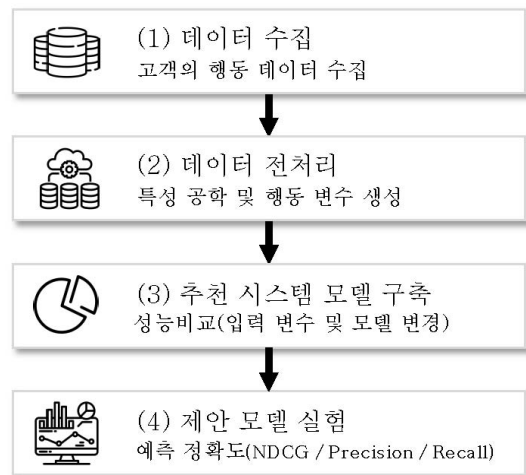 (1) 데이터 수집
고객의 행동 데이터 수집
(2) 데이터 전처리
특성 공학 및 행동 변수 생성
(3) 추천 시스템 모델 구축
성능비교(입력 변수 및 모델 변경)
(4) 제안 모델 실험
예측 정확도(NDCG / Precision / Recall)